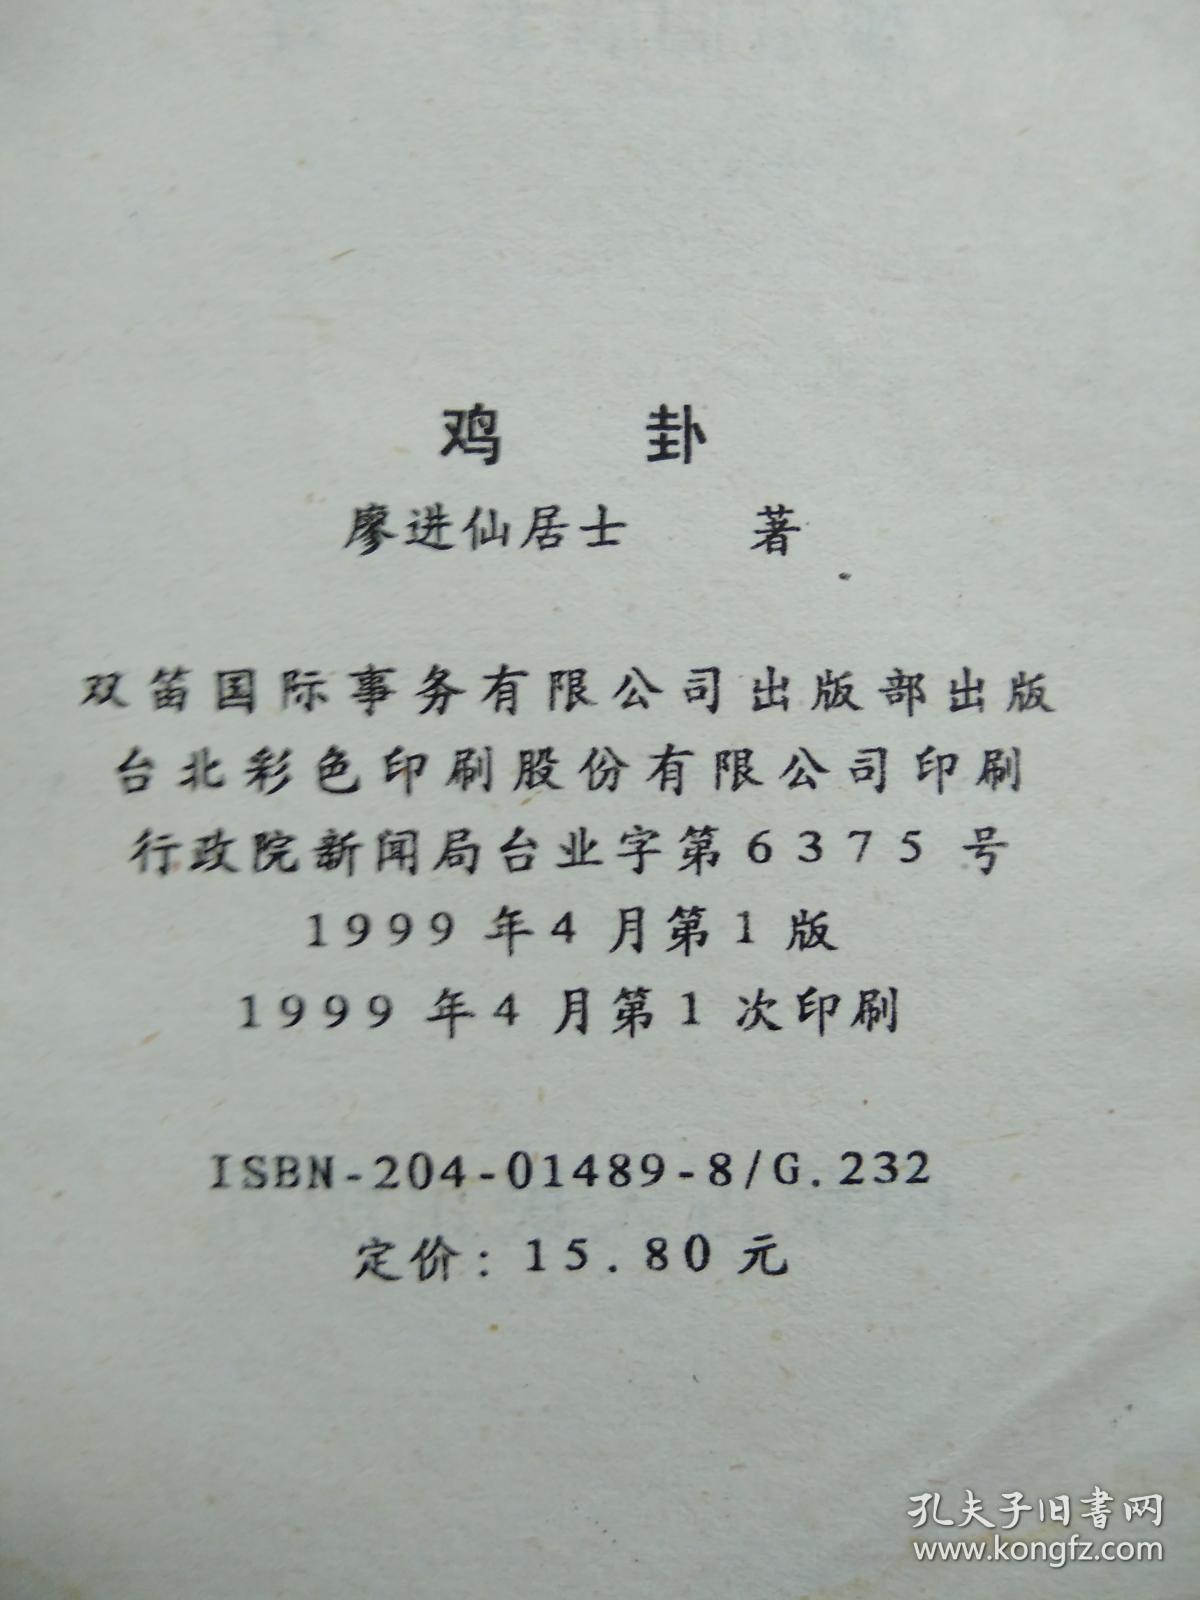 鸡 卦
廖进仙居士 著
双笛国际事务有限公司出版部出版
台北彩色印刷股份有限公司印刷
行政院新闻局台业字第6375号
1999年4月第1版
1999年4月第1次印刷
ISBN-204-01489-8/G.232
定价：15.80元
孔夫子旧书网
www.kongfz.com